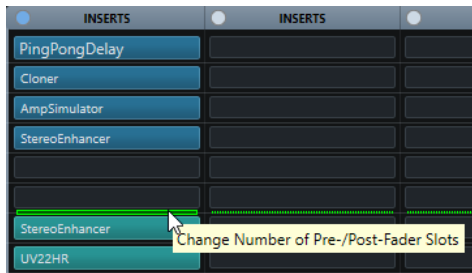 INSERTS INSERTS
PingPongDelay
Cloner
AmpSimulator
StereoEnhancer
StereoEnhancer
Change Number of Pre-/Post-Fader Slots
UV22HR